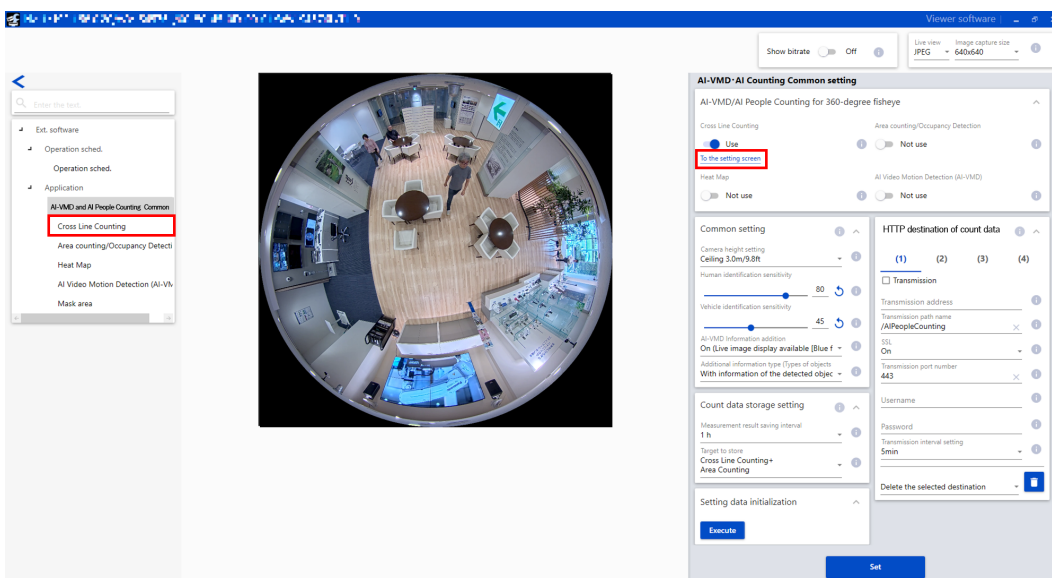 Viewer software
Show bitrate
Off
Live view
JPEG
Image capture size
640x640
Enter the text.
Ext. software
Operation sched.
Operation sched.
Application
AI-VMD and AI People Counting Common
Cross Line Counting
Area counting/Occupancy Detecti
Heat Map
AI Video Motion Detection (AI-VM
Mask area
AI-VMD·AI Counting Common setting
AI-VMD/AI People Counting for 360-degree fisheye
Cross Line Counting
Use
To the setting screen
Area counting/Occupancy Detection
Not use
Heat Map
Not use
AI Video Motion Detection (AI-VMD)
Not use
Common setting
Camera height setting
Ceiling 3.0m/9.8ft
Human identification sensitivity
80
Vehicle identification sensitivity
45
AI-VMD Information addition
On (Live image display available [Blue f
Additional information type (Types of objects
With information of the detected objec
Count data storage setting
Measurement result saving interval
1 h
Target to store
Cross Line Counting+
Area Counting
Setting data initialization
Execute
HTTP destination of count data
(1) (2) (3) (4)
Transmission
Transmission address
Transmission path name
/AIPeopleCounting
SSL
On
Transmission port number
443
Username
Password
Transmission interval setting
5min
Delete the selected destination
Set